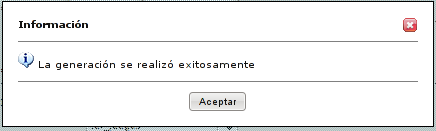 Información
La generación se realizó exitosamente
Aceptar